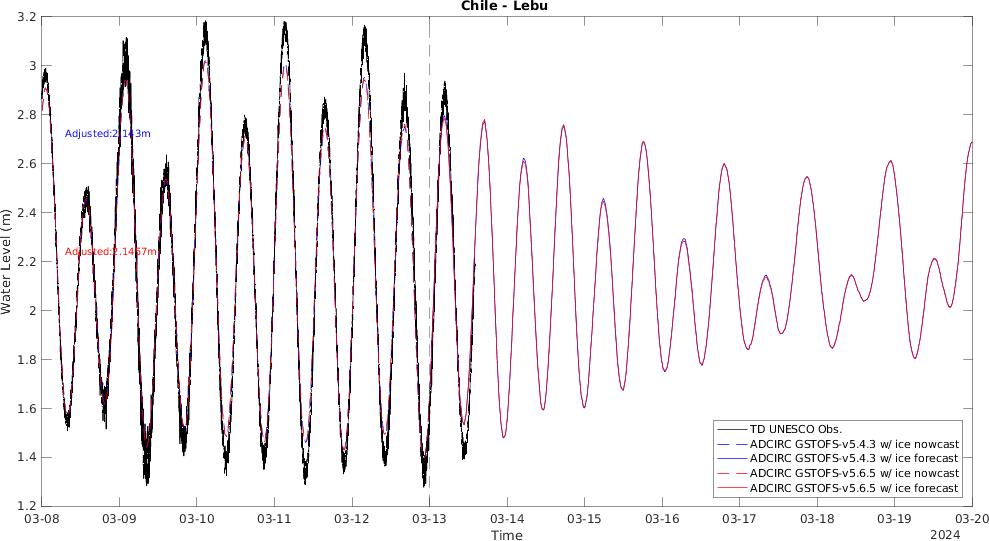 Chile - Lebu
3.2
3
2.8
2.6
2.4
2.2
2
1.8
1.6
1.4
1.2
Water Level (m)
Adjusted:2.143m
Adjusted:2.1467m
TD UNESCO Obs.
ADCIRC GSTOFS-v5.4.3 w/ ice nowcast
ADCIRC GSTOFS-v5.4.3 w/ ice forecast
ADCIRC GSTOFS-v5.6.5 w/ ice nowcast
ADCIRC GSTOFS-v5.6.5 w/ ice forecast
03-08 03-09 03-10 03-11 03-12 03-13 03-14 03-15 03-16 03-17 03-18 03-19 03-20
Time
2024